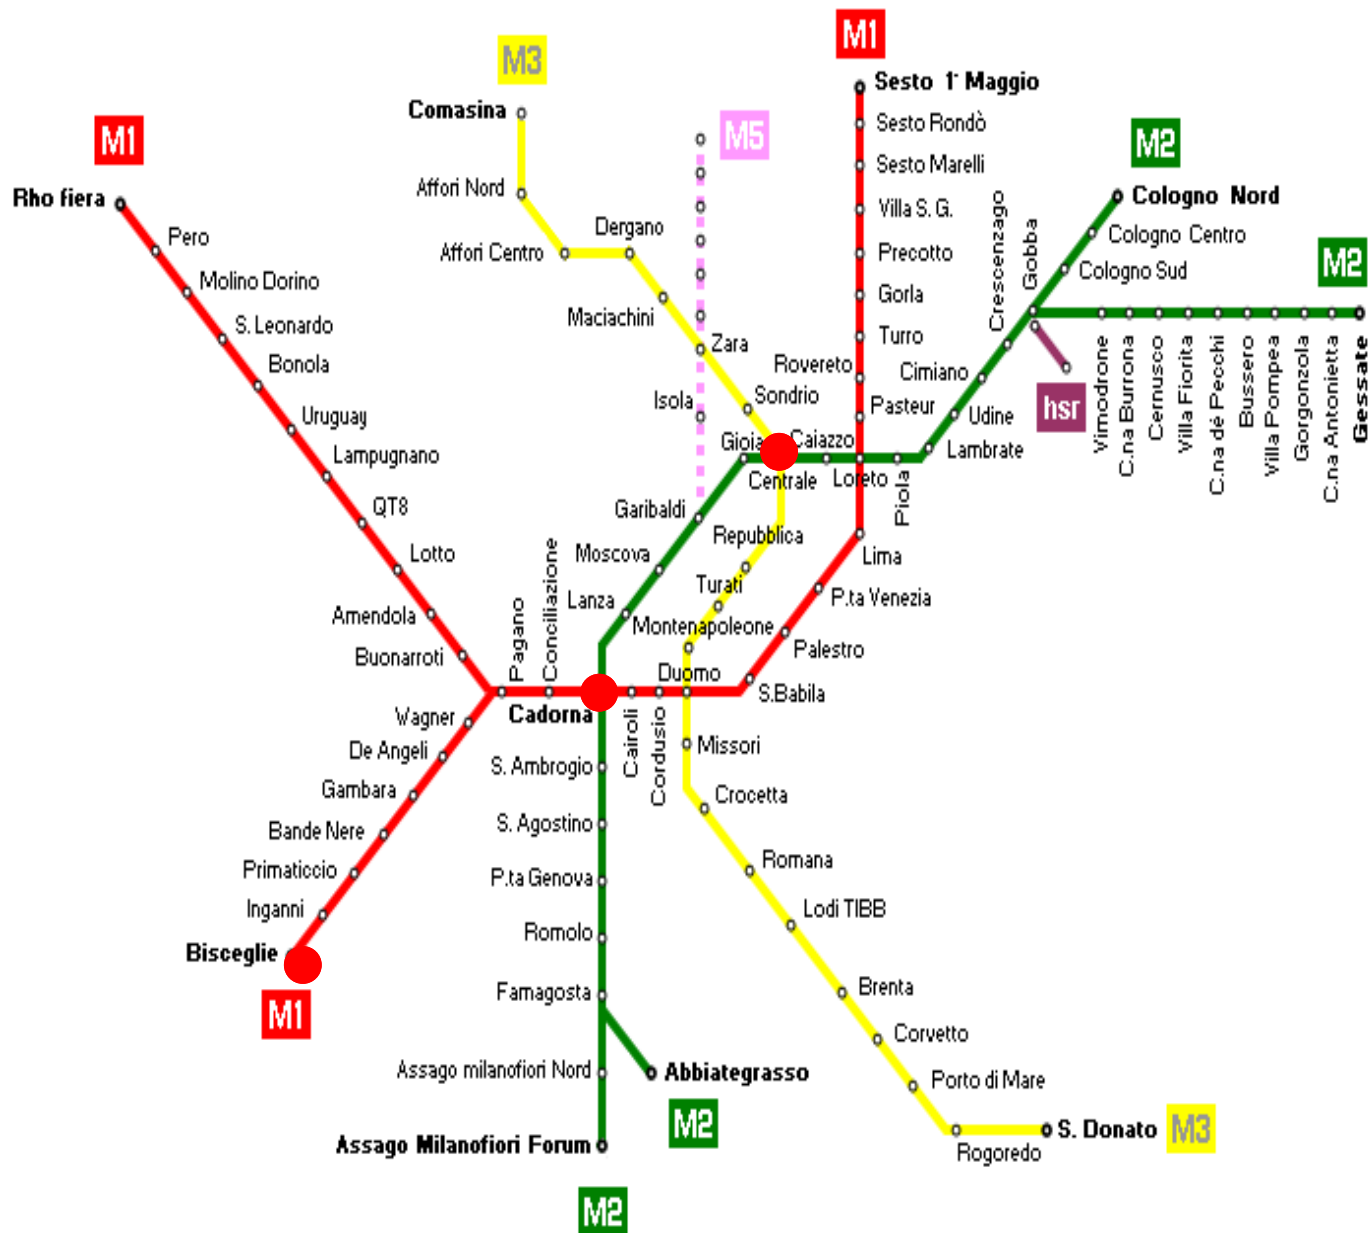 M1
M3
Sesto 1° Maggio
Comasina
Sesto Rondò
M5
M2
M1
Sesto Marelli
Affori Nord
Rho fiera
Villa S. G.
Cologno Nord
Dergano
Cologno Centro
Pero
Affori Centro
Precotto
Crescenzago
Gobba
M2
Cologno Sud
Molino Dorino
Gorla
Maciachini
S. Leonardo
Turro
Zara
Bonola
Rovereto
Cimiano
Sondrio
Isola
Pasteur
hsr
Uruguay
Udine
Gioia
Caiazzo
Lambrate
Vimodrone
C.na Burrona
Cernusco
Villa Fiorita
C.na dé Pecchi
Bussero
Villa Pompea
Gorgonzola
C.na Antonietta
Gessate
Lampugnano
Centrale
Loreto
Piola
QT8
Garibaldi
Repubblica
Lotto
Moscova
Lima
Turati
Amendola
Lanza
P.ta Venezia
Montenapoleone
Buonarroti
Pagano
Conciliazione
Palestro
Duomo
S.Babila
Wagner
Cadorna
Cairoli
Cordusio
De Angeli
Missori
S. Ambrogio
Gambara
Crocetta
Bande Nere
S. Agostino
Primaticcio
Romana
P.ta Genova
Inganni
Lodi TIBB
Romolo
Bisceglie
Brenta
Famagosta
M1
Corvetto
Assago milanofiori Nord
Abbiategrasso
Porto di Mare
M2
S. Donato
M3
Assago Milanofiori Forum
Rogoredo
M2